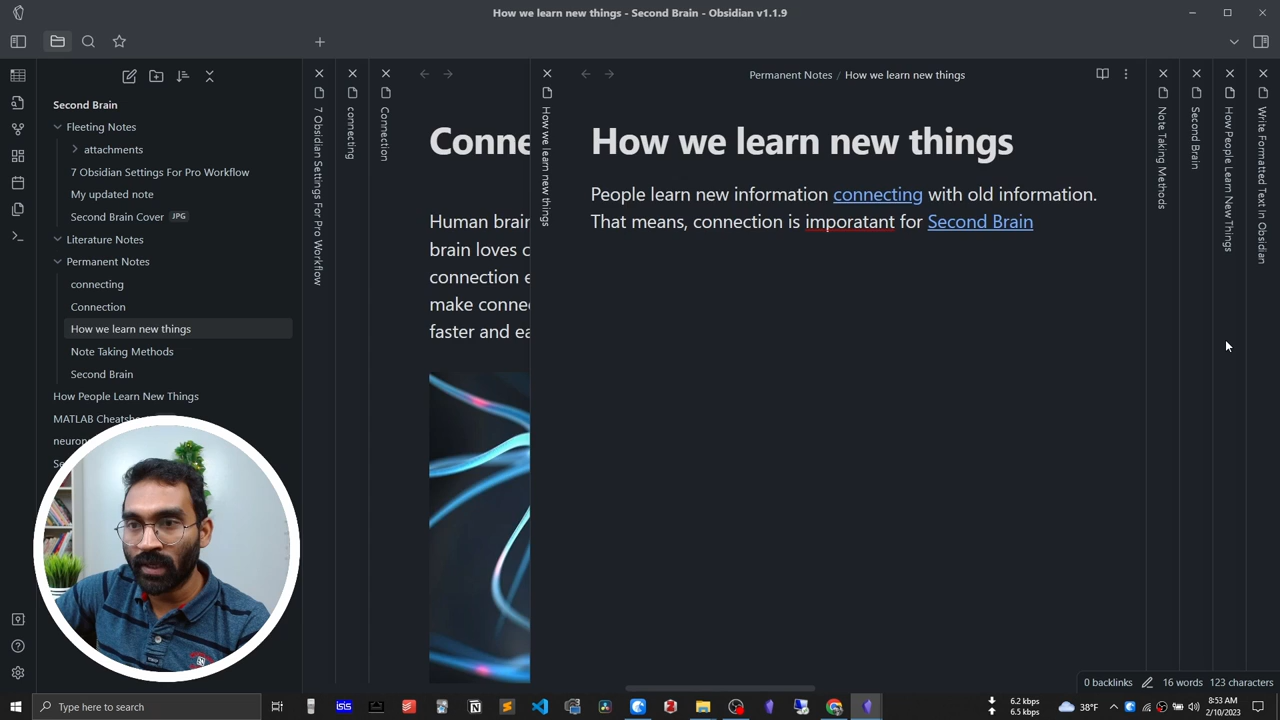 How we learn new things - Second Brain - Obsidian v1.1.9
Second Brain
Fleeting Notes
attachments
7 Obsidian Settings For Pro Workflow
My updated note
Second Brain Cover JPG
Literature Notes
Permanent Notes
connecting
Connection
How we learn new things
Note Taking Methods
Second Brain
How People Learn New Things
MATLAB Cheatsh
neuron
Se
7 Obsidian Settings For Pro Workflow
connecting
Connection
Conne
Human brain
brain loves c
connection e
make connec
faster and ea
How we learn new things
Permanent Notes / How we learn new things
How we learn new things
People learn new information connecting with old information.
That means, connection is imporatant for Second Brain
Note Taking Methods
Second Brain
How People Learn New Things
Write Formatted Text In Obsidian
0 backlinks 16 words 123 characters
Type here to search
isis
6.2 kbps
6.5 kbps
38°F
8:53 AM
2/10/2023